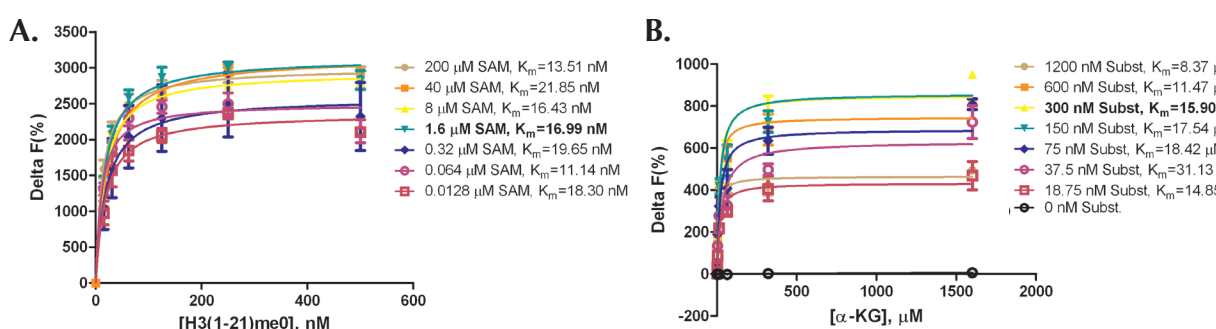 A.
Delta F(%)
3500
3000
2500
2000
1500
1000
500
0
0 200 400 600
[H3(1-21)me0], nM
200 μM SAM, Km=13.51 nM
40 μM SAM, Km=21.85 nM
8 μM SAM, Km=16.43 nM
1.6 μM SAM, Km=16.99 nM
0.32 μM SAM, Km=19.65 nM
0.064 μM SAM, Km=11.14 nM
0.0128 μM SAM, Km=18.30 nM
B.
Delta F(%)
1000
800
600
400
200
0
-200
500 1000 1500 2000
[α-KG], μM
1200 nM Subst, Km=8.37 μ
600 nM Subst, Km=11.47
300 nM Subst, Km=15.90
150 nM Subst, Km=17.54
75 nM Subst, Km=18.42 μ
37.5 nM Subst, Km=31.13
18.75 nM Subst, Km=14.85
0 nM Subst.